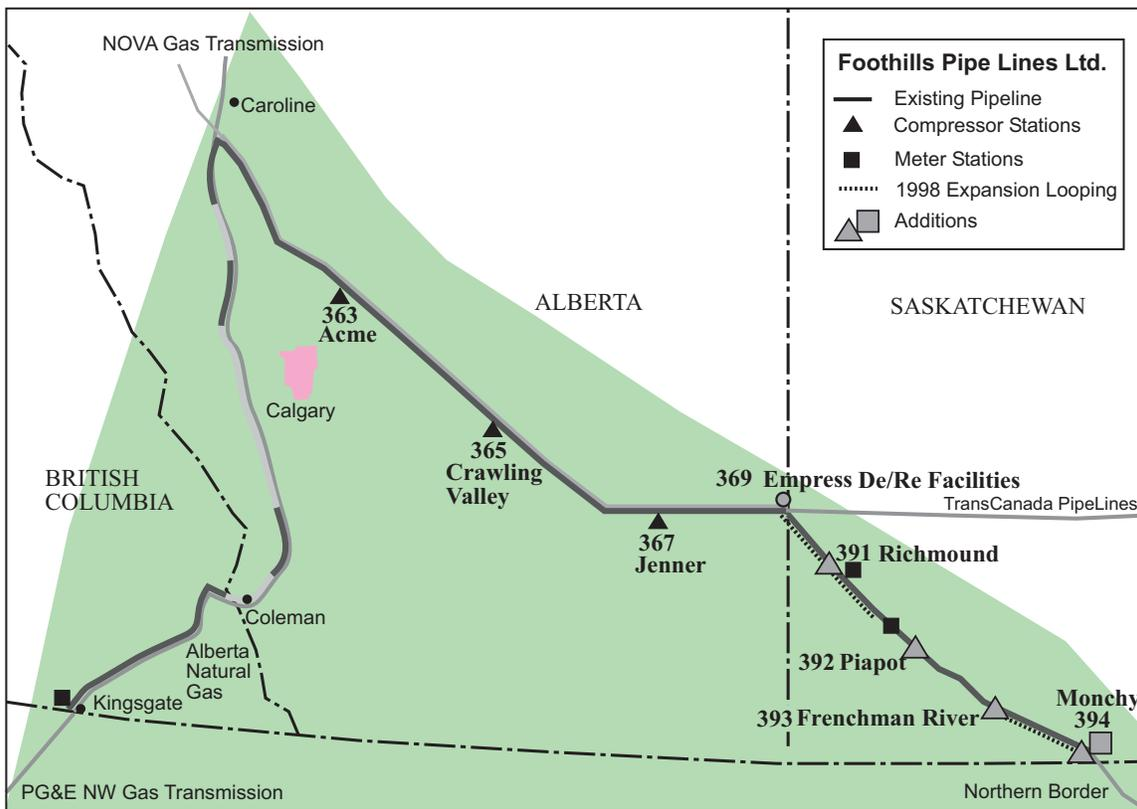 NOVA Gas Transmission
Caroline
Foothills Pipe Lines Ltd.
Existing Pipeline
Compressor Stations
Meter Stations
1998 Expansion Looping
Additions
ALBERTA
SASKATCHEWAN
363
Acme
Calgary
365
Crawling
Valley
BRITISH
COLUMBIA
369 Empress De/Re Facilities
TransCanada PipeLines
367
Jenner
391 Richmound
Coleman
Alberta
Natural
Gas
392 Piapot
Kingsgate
393 Frenchman River
Monchy
394
PG&E NW Gas Transmission
Northern Border